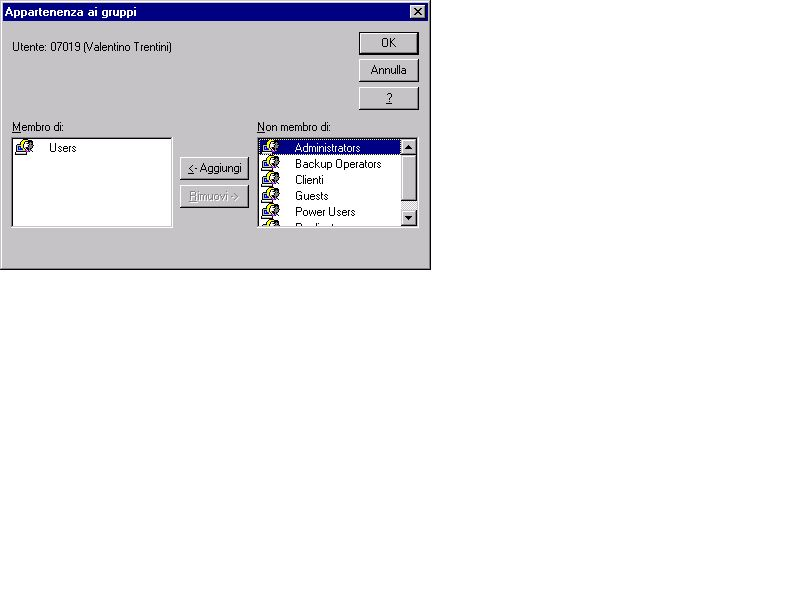 Appartenenza ai gruppi
Utente: 07019 (Valentino Trentini)
OK
Annulla
?
Membro di:
Non membro di:
Users
<- Aggiungi
Rimuovi ->
Administrators
Backup Operators
Clienti
Guests
Power Users